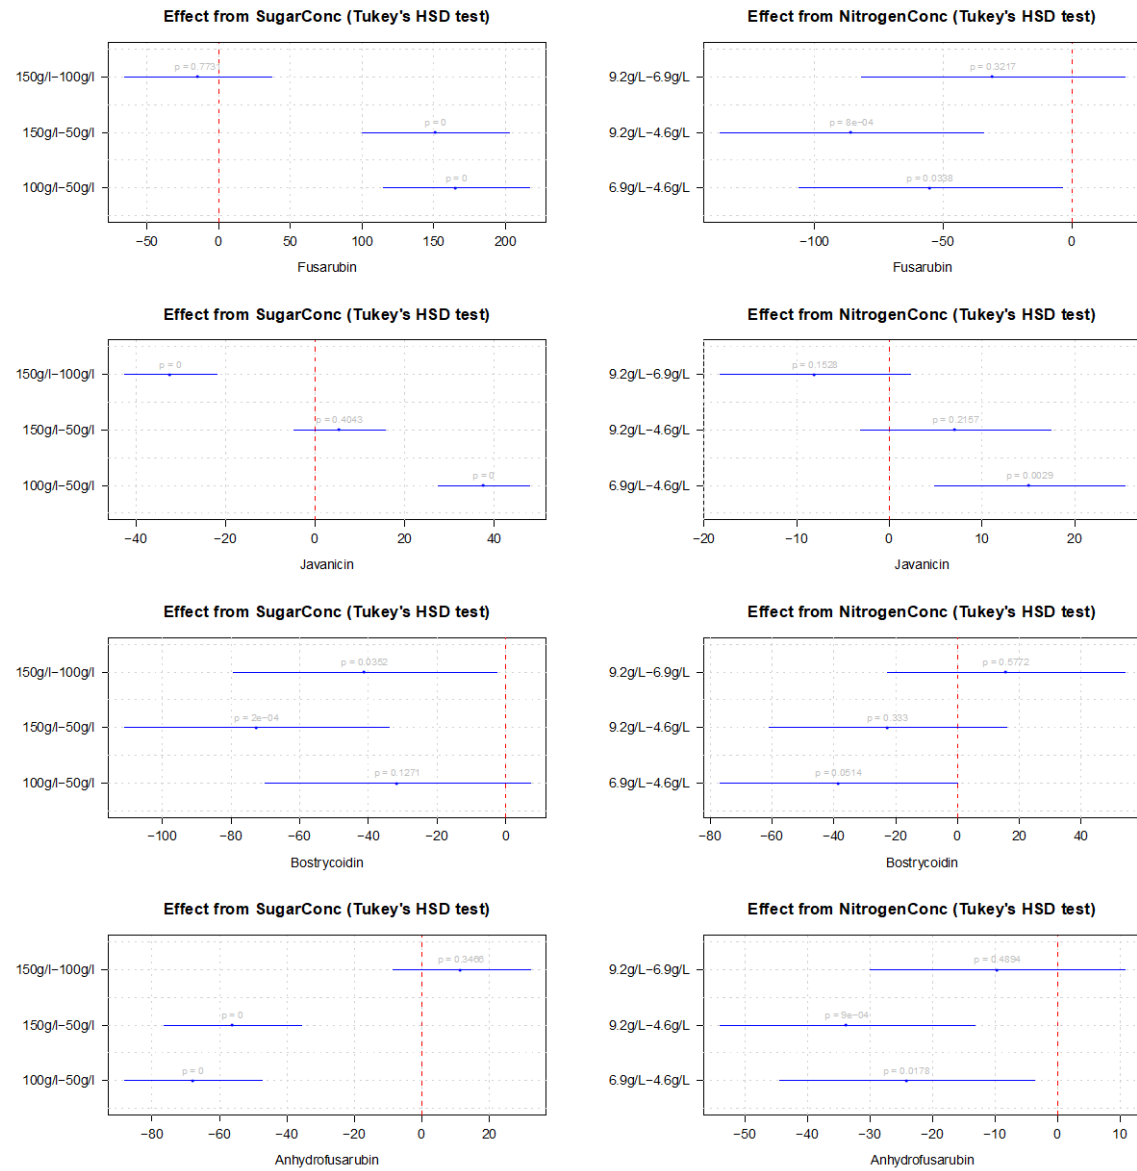 Effect from SugarConc (Tukey's HSD test)
150g/l−100g/l
p = 0.7731
150g/l−50g/l
p = 0
100g/l−50g/l
p = 0
−50 0 50 100 150 200
Fusarubin
Effect from NitrogenConc (Tukey's HSD test)
9.2g/L−6.9g/L
p = 0.3217
9.2g/L−4.6g/L
p = 8e−04
6.9g/L−4.6g/L
p = 0.0338
−100 −50 0
Fusarubin
Effect from SugarConc (Tukey's HSD test)
150g/l−100g/l
p = 0
150g/l−50g/l
p = 0.4043
100g/l−50g/l
p = 0
−40 −20 0 20 40
Javanicin
Effect from NitrogenConc (Tukey's HSD test)
9.2g/L−6.9g/L
p = 0.1528
9.2g/L−4.6g/L
p = 0.2157
6.9g/L−4.6g/L
p = 0.0029
−20 −10 0 10 20
Javanicin
Effect from SugarConc (Tukey's HSD test)
150g/l−100g/l
p = 0.0352
150g/l−50g/l
p = 2e−04
100g/l−50g/l
p = 0.1271
−100 −80 −60 −40 −20 0
Bostrycoidin
Effect from NitrogenConc (Tukey's HSD test)
9.2g/L−6.9g/L
p = 0.5772
9.2g/L−4.6g/L
p = 0.333
6.9g/L−4.6g/L
p = 0.0514
−80 −60 −40 −20 0 20 40
Bostrycoidin
Effect from SugarConc (Tukey's HSD test)
150g/l−100g/l
p = 0.3466
150g/l−50g/l
p = 0
100g/l−50g/l
p = 0
−80 −60 −40 −20 0 20
Anhydrofusarubin
Effect from NitrogenConc (Tukey's HSD test)
9.2g/L−6.9g/L
p = 0.4894
9.2g/L−4.6g/L
p = 9e−04
6.9g/L−4.6g/L
p = 0.0178
−50 −40 −30 −20 −10 0 10
Anhydrofusarubin